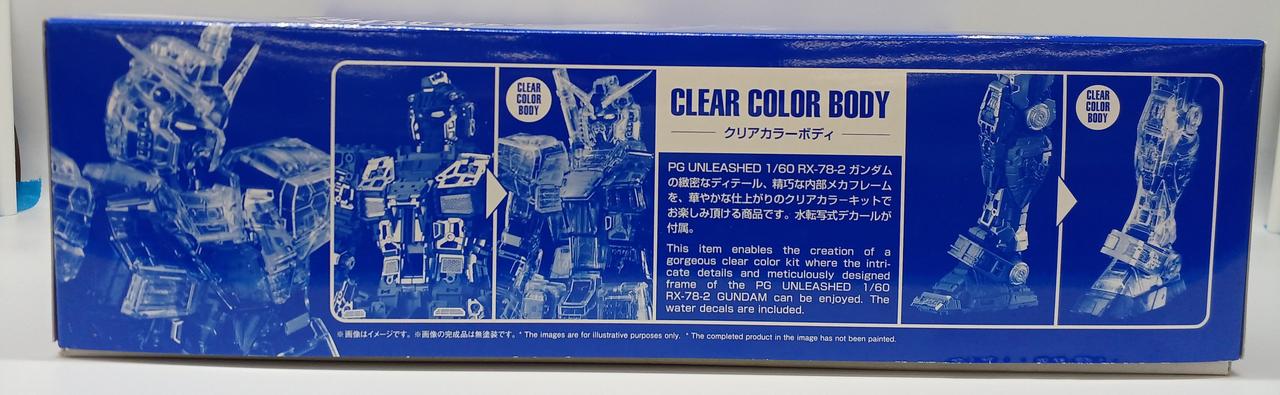 CLEAR
COLOR
BODY
CLEAR COLOR BODY
クリアカラーボディ
PG UNLEASHED 1/60 RX-78-2 ガンダム
の緻密なディテール、精巧な内部メカフレーム
を、華やかな仕上がりのクリアカラーキットで
お楽しみ頂ける商品です。水転写式デカールが
付属。
This item enables the creation of a
gorgeous clear color kit where the intri-
cate details and meticulously designed
frame of the PG UNLEASHED 1/60
RX-78-2 GUNDAM can be enjoyed. The
water decals are included.
CLEAR
COLOR
BODY
※画像はイメージです。※画像の完成品は無塗装です。* The images are for illustrative purposes only. * The completed product in the image has not been painted.